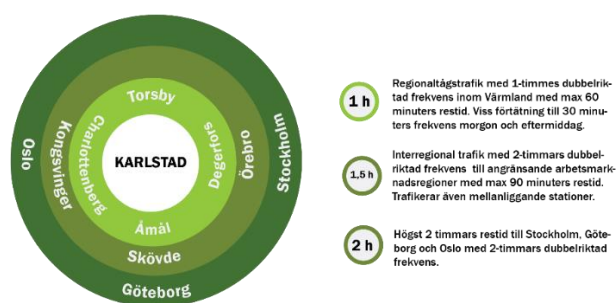 Torsby
Charlottenberg
KARLSTAD
Degerfors
Åmål
Kongsvinger
Örebro
Skövde
Oslo
Stockholm
Göteborg
1 h
Regionaltågstrafik med 1-timmes dubbelrik-
tad frekvens inom Värmland med max 60
minuters restid. Viss förtätning till 30 minu-
ters frekvens morgon och eftermiddag.
1,5 h
Interregional trafik med 2-timmars dubbel-
riktad frekvens till angränsande arbetsmark-
nadsregioner med max 90 minuters restid.
Trafikerar även mellanliggande stationer.
2 h
Högst 2 timmars restid till Stockholm, Göte-
borg och Oslo med 2-timmars dubbelriktad
frekvens.